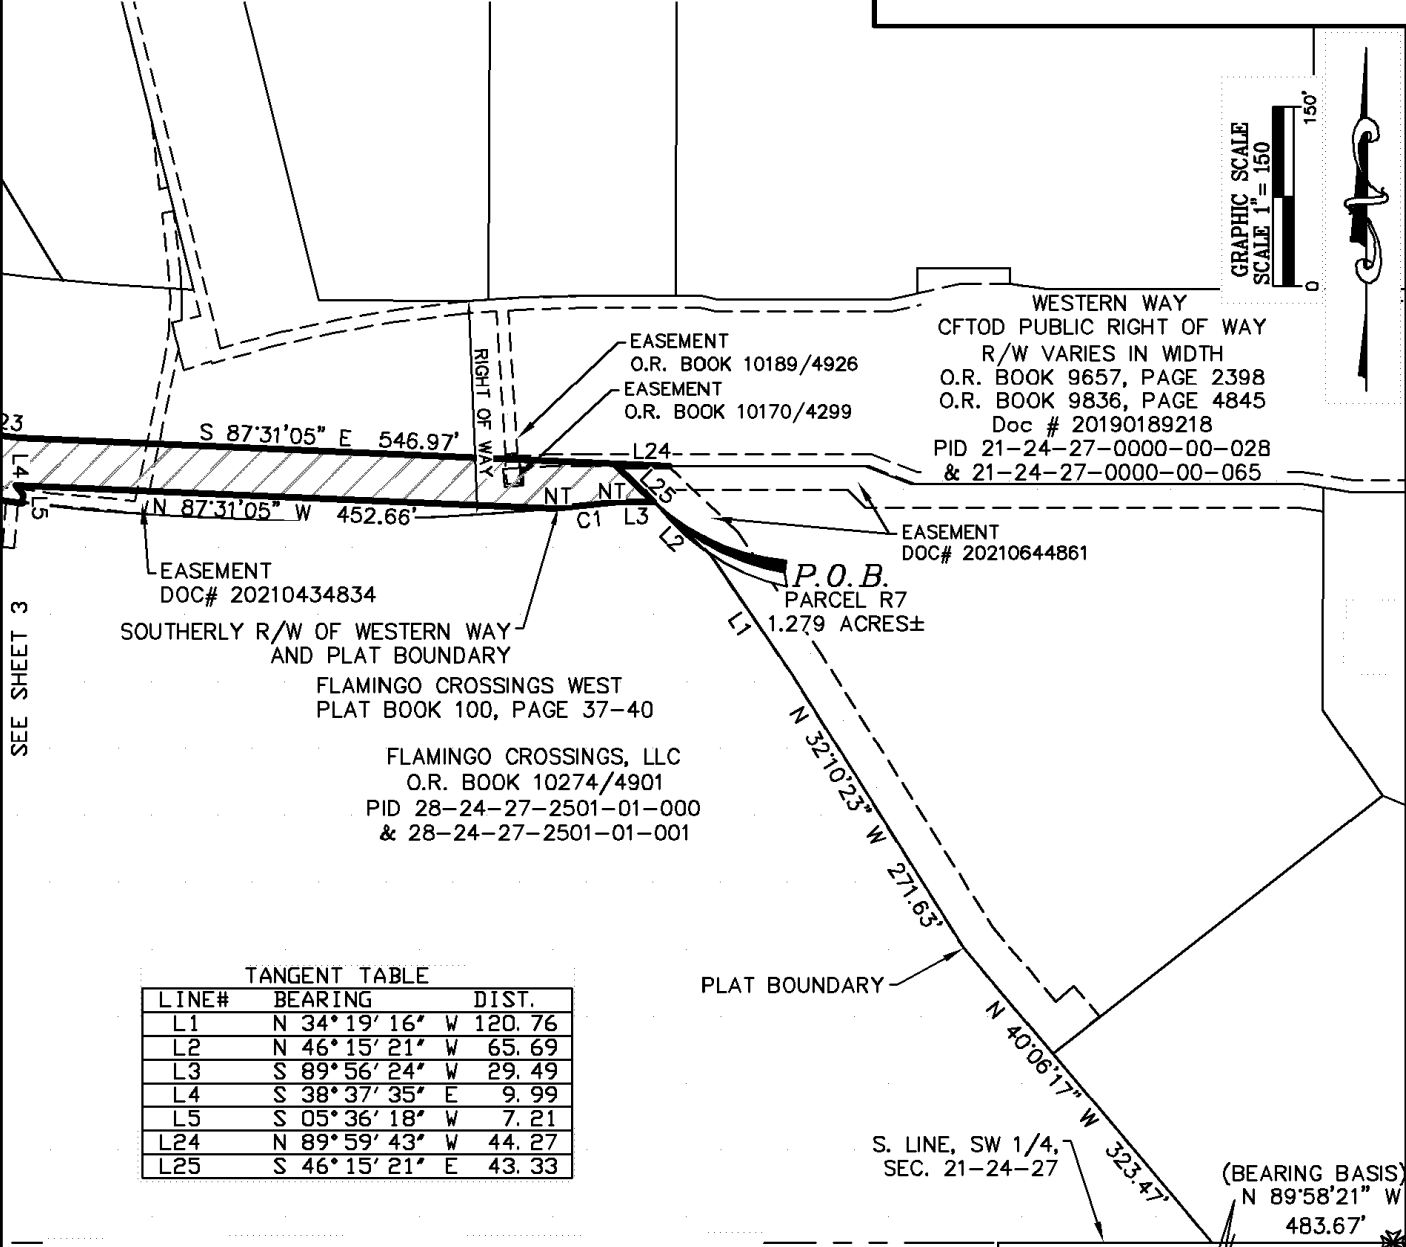 GRAPHIC SCALE
SCALE 1"= 150
0
150'
WESTERN WAY
CFTOD PUBLIC RIGHT OF WAY
R/W VARIES IN WIDTH
O.R. BOOK 9657, PAGE 2398
O.R. BOOK 9836, PAGE 4845
Doc # 20190189218
PID 21-24-27-0000-00-028
& 21-24-27-0000-00-065
EASEMENT
O.R. BOOK 10189/4926
EASEMENT
O.R. BOOK 10170/4299
RIGHT OF WAY
23
S 87°31'05" E 546.97'
L24
L4
L5
L25
N 87°31'05" W 452.66'
NT
NT
C1
L3
L2
EASEMENT
DOC# 20210644861
EASEMENT
DOC# 20210434834
P.O.B.
PARCEL R7
1.279 ACRES±
L1
SOUTHERLY R/W OF WESTERN WAY
AND PLAT BOUNDARY
SEE SHEET 3
FLAMINGO CROSSINGS WEST
PLAT BOOK 100, PAGE 37-40
FLAMINGO CROSSINGS, LLC
O.R. BOOK 10274/4901
PID 28-24-27-2501-01-000
& 28-24-27-2501-01-001
N 32°10'23" W 271.63'
PLAT BOUNDARY
N 40°06'17" W 323.47'
TANGENT TABLE
LINE# BEARING DIST.
L1 N 34°19'16" W 120.76
L2 N 46°15'21" W 65.69
L3 S 89°56'24" W 29.49
L4 S 38°37'35" E 9.99
L5 S 05°36'18" W 7.21
L24 N 89°59'43" W 44.27
L25 S 46°15'21" E 43.33
S. LINE, SW 1/4,
SEC. 21-24-27
(BEARING BASIS)
N 89°58'21" W
483.67'